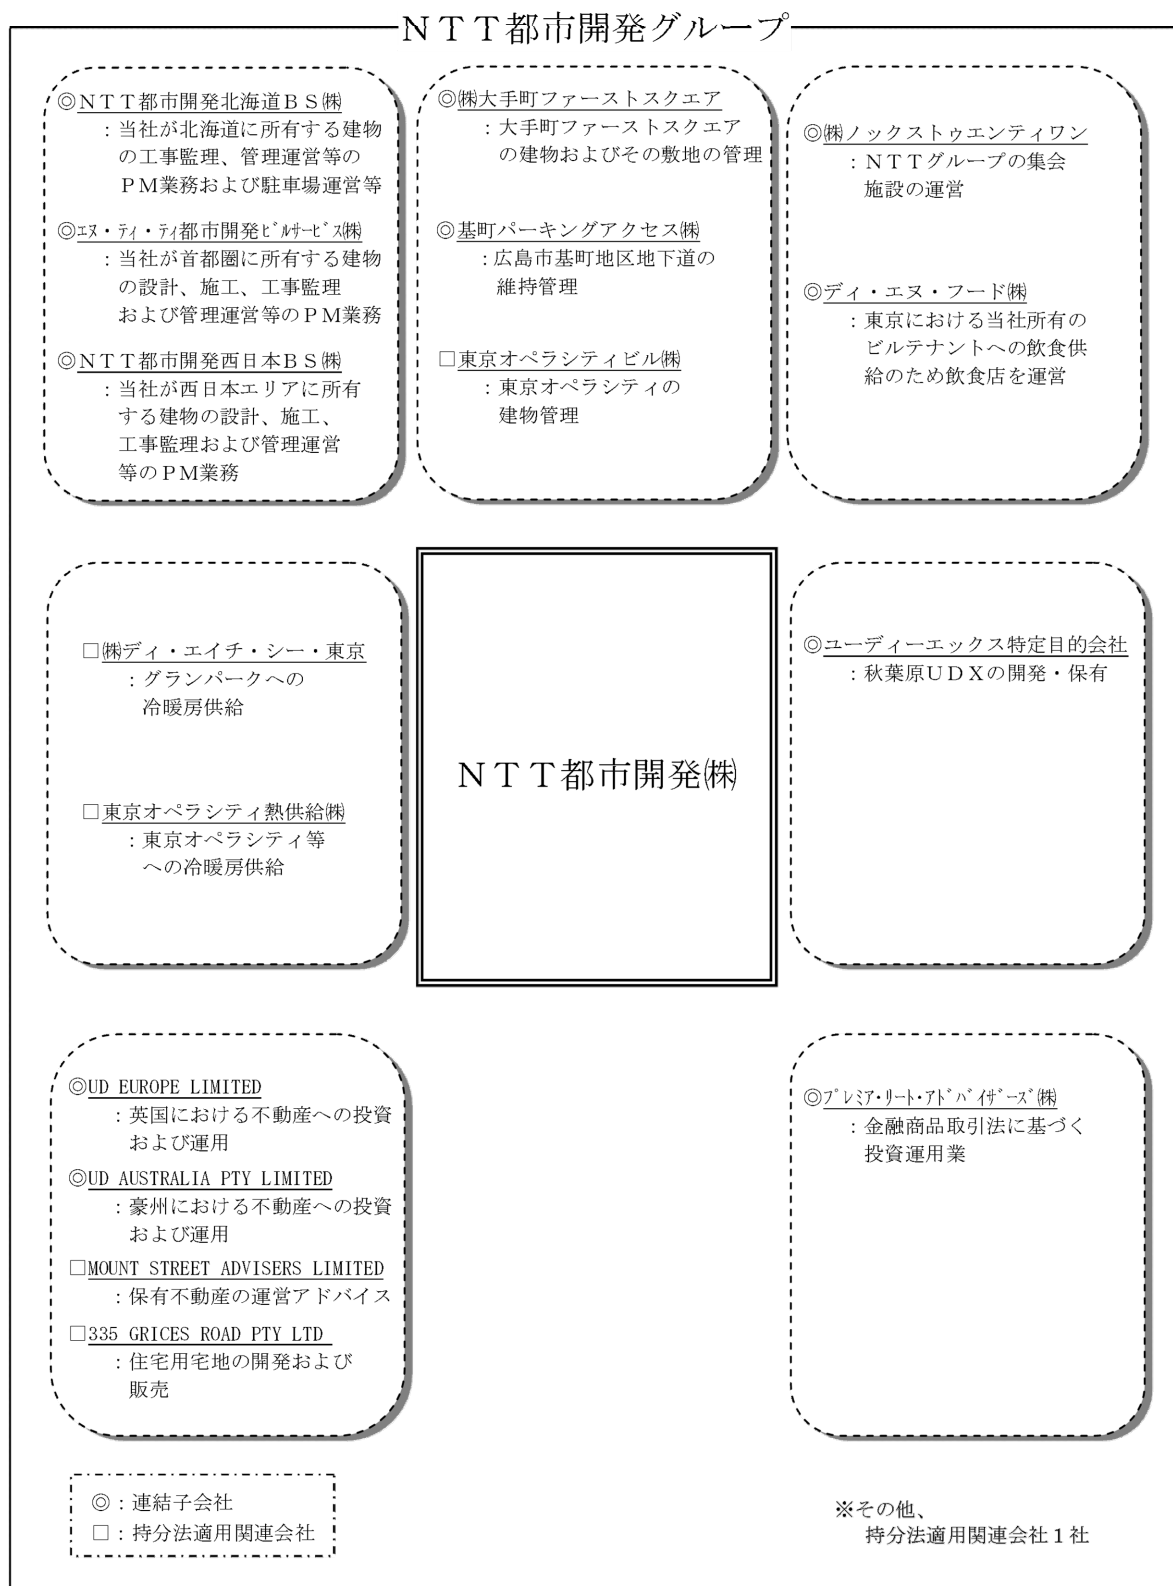 ＮＴＴ都市開発グループ
◎ＮＴＴ都市開発北海道ＢＳ㈱
：当社が北海道に所有する建物
の工事監理、管理運営等の
ＰＭ業務および駐車場運営等
◎ｴﾇ・ﾃｨ・ﾃｨ都市開発ﾋﾞﾙｻｰﾋﾞｽ㈱
：当社が首都圏に所有する建物
の設計、施工、工事監理
および管理運営等のＰＭ業務
◎ＮＴＴ都市開発西日本ＢＳ㈱
：当社が西日本エリアに所有
する建物の設計、施工、
工事監理および管理運営
等のＰＭ業務
◎㈱大手町ファーストスクエア
：大手町ファーストスクエア
の建物およびその敷地の管理
◎基町パーキングアクセス㈱
：広島市基町地区地下道の
維持管理
□東京オペラシティビル㈱
：東京オペラシティの
建物管理
◎㈱ノックストゥエンティワン
：ＮＴＴグループの集会
施設の運営
◎ディ・エヌ・フード㈱
：東京における当社所有の
ビルテナントへの飲食供
給のため飲食店を運営
□㈱ディ・エイチ・シー・東京
：グランパークへの
冷暖房供給
□東京オペラシティ熱供給㈱
：東京オペラシティ等
への冷暖房供給
ＮＴＴ都市開発㈱
◎ユーディーエックス特定目的会社
：秋葉原ＵＤＸの開発・保有
◎UD EUROPE LIMITED
：英国における不動産への投資
および運用
◎UD AUSTRALIA PTY LIMITED
：豪州における不動産への投資
および運用
□MOUNT STREET ADVISERS LIMITED
：保有不動産の運営アドバイス
□335 GRICES ROAD PTY LTD
：住宅用宅地の開発および
販売
◎ﾌﾟﾚﾐｱ・ﾘｰﾄ・ｱﾄﾞﾊﾞｲｻﾞｰｽﾞ㈱
：金融商品取引法に基づく
投資運用業
◎：連結子会社
□：持分法適用関連会社
※その他、
持分法適用関連会社１社